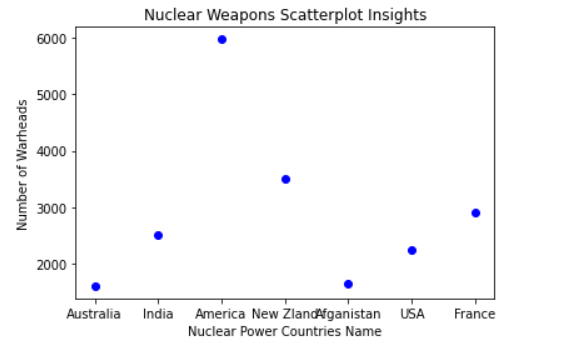 Nuclear Weapons Scatterplot Insights
6000
5000
4000
3000
2000
Number of Warheads
Australia India America New Zland Afganistan USA France
Nuclear Power Countries Name